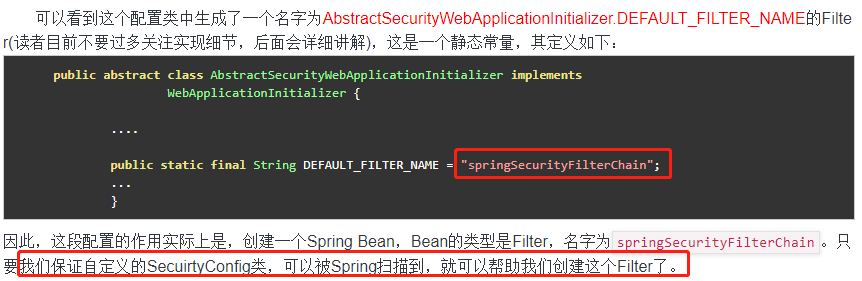 可以看到这个配置类中生成了一个名字为AbstractSecurityWebApplicationInitializer.DEFAULT_FILTER_NAME的Filte
r(读者目前不要过多关注实现细节，后面会详细讲解)，这是一个静态常量，其定义如下：
public abstract class AbstractSecurityWebApplicationInitializer implements
WebApplicationInitializer {
....
public static final String DEFAULT_FILTER_NAME = "springSecurityFilterChain";
...
}
因此，这段配置的作用实际上是，创建一个Spring Bean，Bean的类型是Filter，名字为springSecurityFilterChain。只
要我们保证自定义的SecuirtyConfig类，可以被Spring扫描到，就可以帮助我们创建这个Filter了。